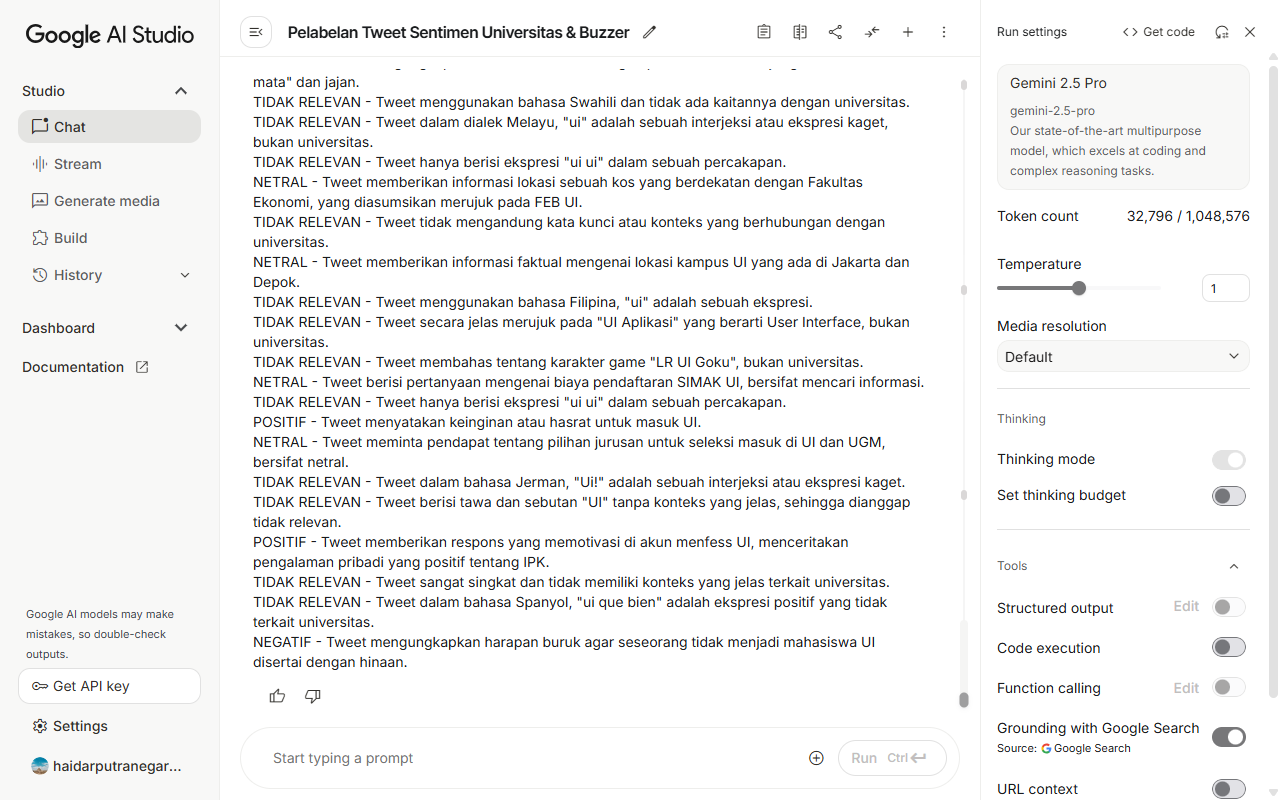 Google AI Studio
Studio
Chat
Stream
Generate media
Build
History
Dashboard
Documentation
Google AI models may make
mistakes, so double-check
outputs.
Get API key
Settings
haidarputranegar...
Pelabelan Tweet Sentimen Universitas & Buzzer
mata" dan jajan.
TIDAK RELEVAN - Tweet menggunakan bahasa Swahili dan tidak ada kaitannya dengan universitas.
TIDAK RELEVAN - Tweet dalam dialek Melayu, "ui" adalah sebuah interjeksi atau ekspresi kaget,
bukan universitas.
TIDAK RELEVAN - Tweet hanya berisi ekspresi "ui ui" dalam sebuah percakapan.
NETRAL - Tweet memberikan informasi lokasi sebuah kos yang berdekatan dengan Fakultas
Ekonomi, yang diasumsikan merujuk pada FEB UI.
TIDAK RELEVAN - Tweet tidak mengandung kata kunci atau konteks yang berhubungan dengan
universitas.
NETRAL - Tweet memberikan informasi faktual mengenai lokasi kampus UI yang ada di Jakarta dan
Depok.
TIDAK RELEVAN - Tweet menggunakan bahasa Filipina, "ui" adalah sebuah ekspresi.
TIDAK RELEVAN - Tweet secara jelas merujuk pada "UI Aplikasi" yang berarti User Interface, bukan
universitas.
TIDAK RELEVAN - Tweet membahas tentang karakter game "LR UI Goku", bukan universitas.
NETRAL - Tweet berisi pertanyaan mengenai biaya pendaftaran SIMAK UI, bersifat mencari informasi.
TIDAK RELEVAN - Tweet hanya berisi ekspresi "ui ui" dalam sebuah percakapan.
POSITIF - Tweet menyatakan keinginan atau hasrat untuk masuk UI.
NETRAL - Tweet meminta pendapat tentang pilihan jurusan untuk seleksi masuk di UI dan UGM,
bersifat netral.
TIDAK RELEVAN - Tweet dalam bahasa Jerman, "Ui!" adalah sebuah interjeksi atau ekspresi kaget.
TIDAK RELEVAN - Tweet berisi tawa dan sebutan "UI" tanpa konteks yang jelas, sehingga dianggap
tidak relevan.
POSITIF - Tweet memberikan respons yang memotivasi di akun menfess UI, menceritakan
pengalaman pribadi yang positif tentang IPK.
TIDAK RELEVAN - Tweet sangat singkat dan tidak memiliki konteks yang jelas terkait universitas.
TIDAK RELEVAN - Tweet dalam bahasa Spanyol, "ui que bien" adalah ekspresi positif yang tidak
terkait universitas.
NEGATIF - Tweet mengungkapkan harapan buruk agar seseorang tidak menjadi mahasiswa UI
disertai dengan hinaan.
Start typing a prompt
Run Ctrl
Run settings
Get code
Gemini 2.5 Pro
gemini-2.5-pro
Our state-of-the-art multipurpose
model, which excels at coding and
complex reasoning tasks.
Token count 32,796 / 1,048,576
Temperature
1
Media resolution
Default
Thinking
Thinking mode
Set thinking budget
Tools
Structured output Edit
Code execution
Function calling Edit
Grounding with Google Search
Source: Google Search
URL context